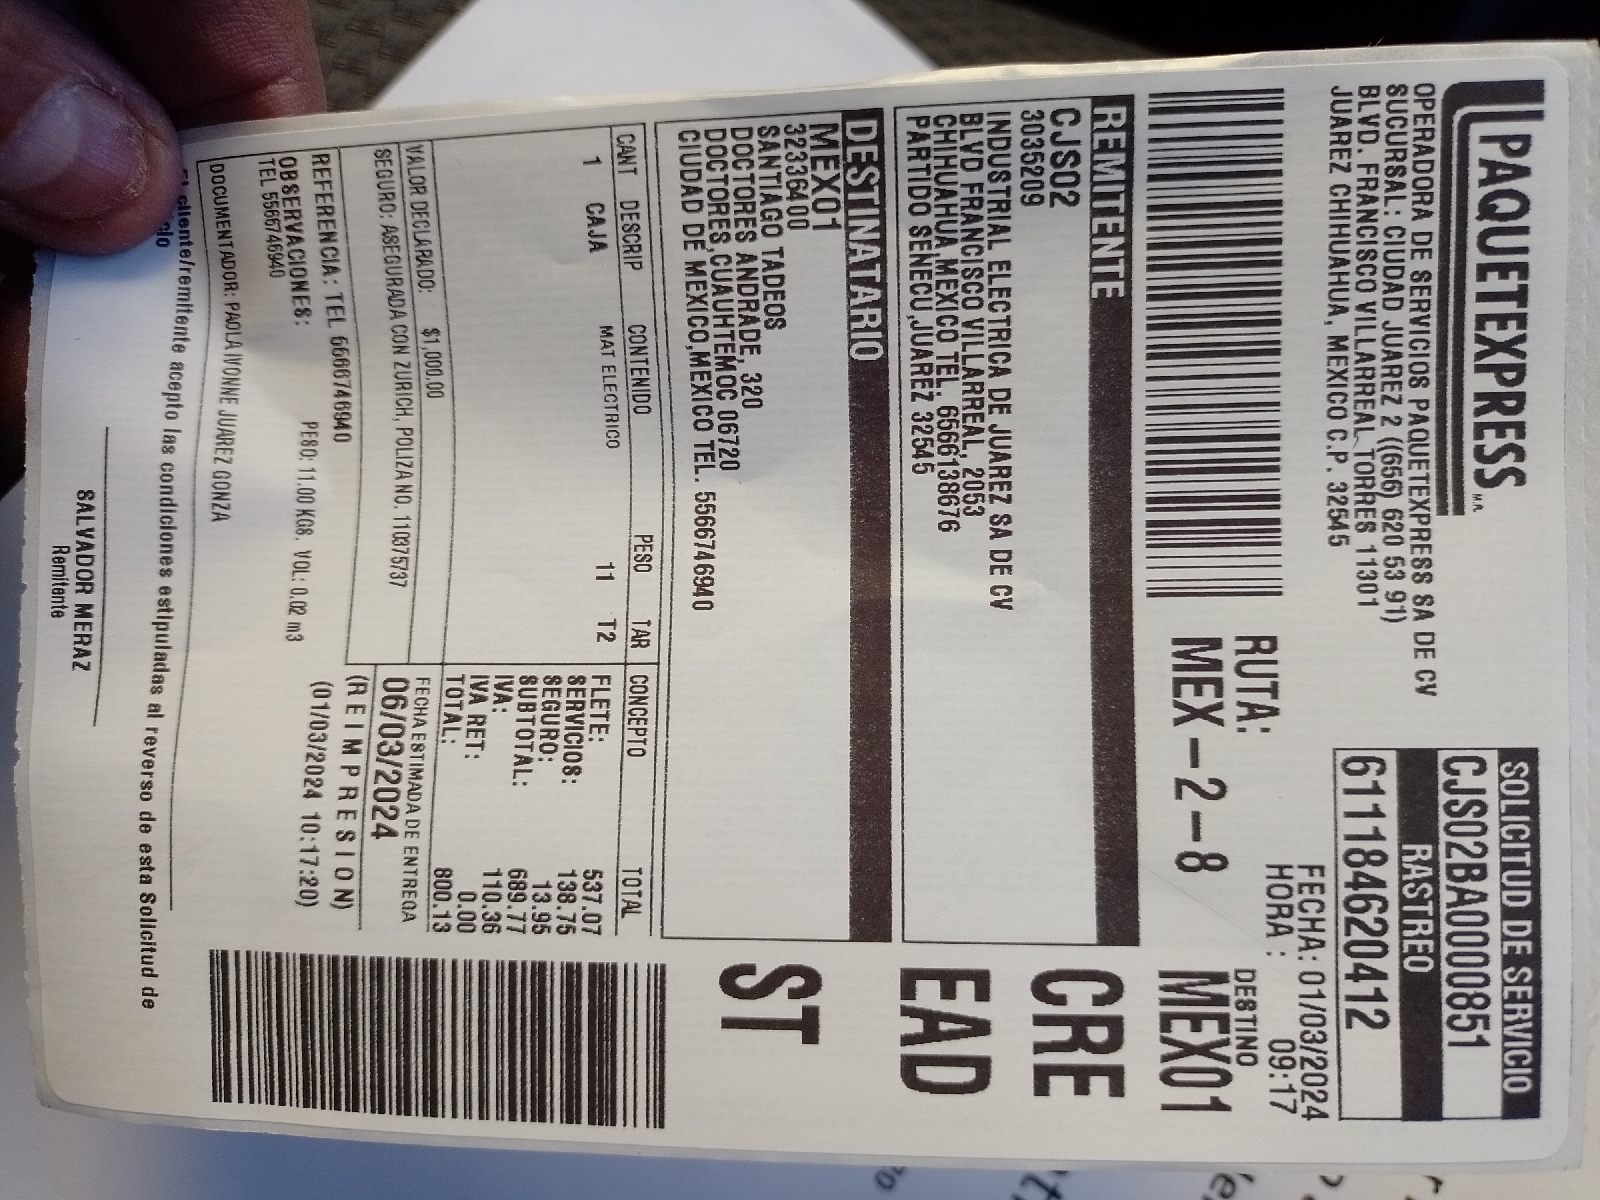 PAQUETEXPRESS M.R.
OPERADORA DE SERVICIOS PAQUETEXPRESS SA DE CV
SUCURSAL: CIUDAD JUAREZ 2 ((656) 620 53 91)
BLVD. FRANCISCO VILLARREAL TORRES 11301
JUAREZ CHIHUAHUA, MEXICO C.P. 32545
SOLICITUD DE SERVICIO
CJS02BA0000851
RASTREO
611184620412
FECHA: 01/03/2024
HORA: 09:17
RUTA:
MEX-2-8
DESTINO
MEX01
REMITENTE
CJS02
3035209
INDUSTRIAL ELECTRICA DE JUAREZ SA DE CV
BLVD FRANCISCO VILLARREAL, 2053
CHIHUAHUA,MEXICO TEL. 6566138676
PARTIDO SENECU,JUAREZ 32545
CRE
EAD
DESTINATARIO
MEX01
32336400
SANTIAGO TADEOS
DOCTORES ANDRADE, 320
DOCTORES,CUAUHTEMOC 06720
CIUDAD DE MEXICO,MEXICO TEL. 5566746940
ST
CANT DESCRIP CONTENIDO PESO TAR CONCEPTO TOTAL
1 CAJA MAT ELECTRICO 11 T2
FLETE: 537.07
SERVICIOS: 138.75
SEGURO: 13.95
SUBTOTAL: 689.77
IVA: 110.36
IVA RET: 0.00
TOTAL: 800.13
VALOR DECLARADO: $1,000.00
SEGURO: ASEGURADA CON ZURICH, POLIZA NO. 110375737
FECHA ESTIMADA DE ENTREGA
06/03/2024
REFERENCIA: TEL 5566746940
(REIMPRESION)
OBSERVACIONES: PESO: 11.00 KGS. VOL: 0.02 m3
(01/03/2024 10:17:20)
TEL 5566746940
DOCUMENTADOR: PAOLA IVONNE JUAREZ GONZA
El cliente/remitente acepto las condiciones estipuladas al reverso de esta Solicitud de
SALVADOR MERAZ
Remitente